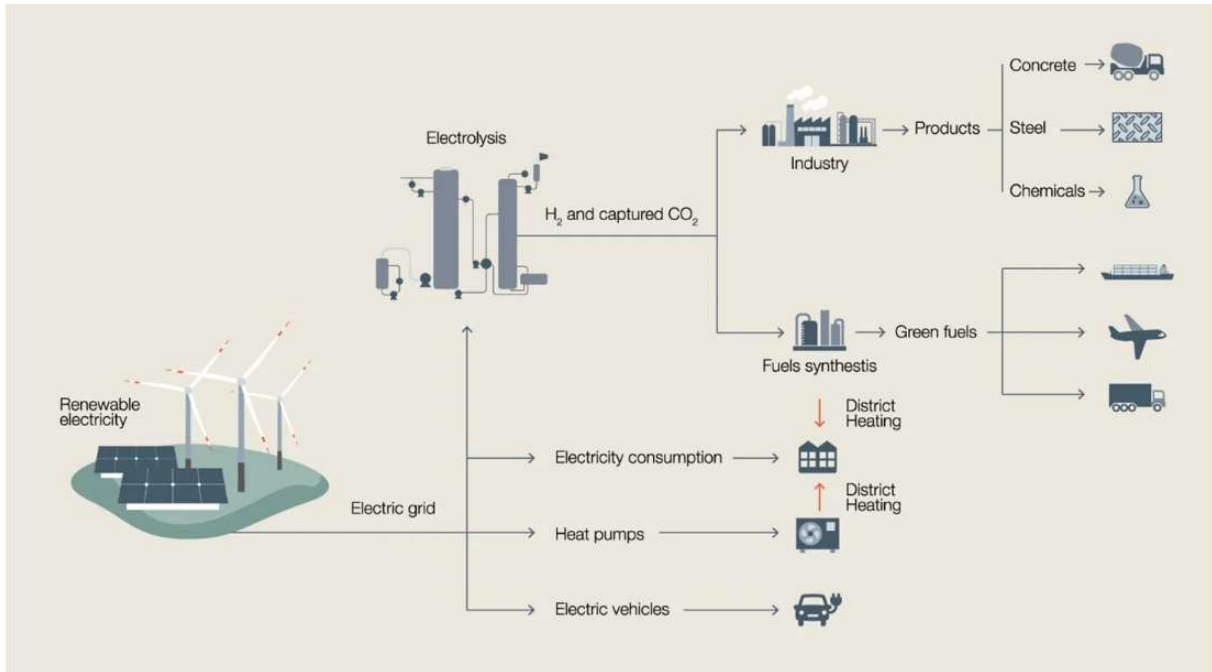 Concrete
Electrolysis
Products
Steel
Industry
Chemicals
H₂ and captured CO₂
Green fuels
Fuels synthestis
Renewable
electricity
District
Heating
Electricity consumption
District
Heating
Electric grid
Heat pumps
Electric vehicles